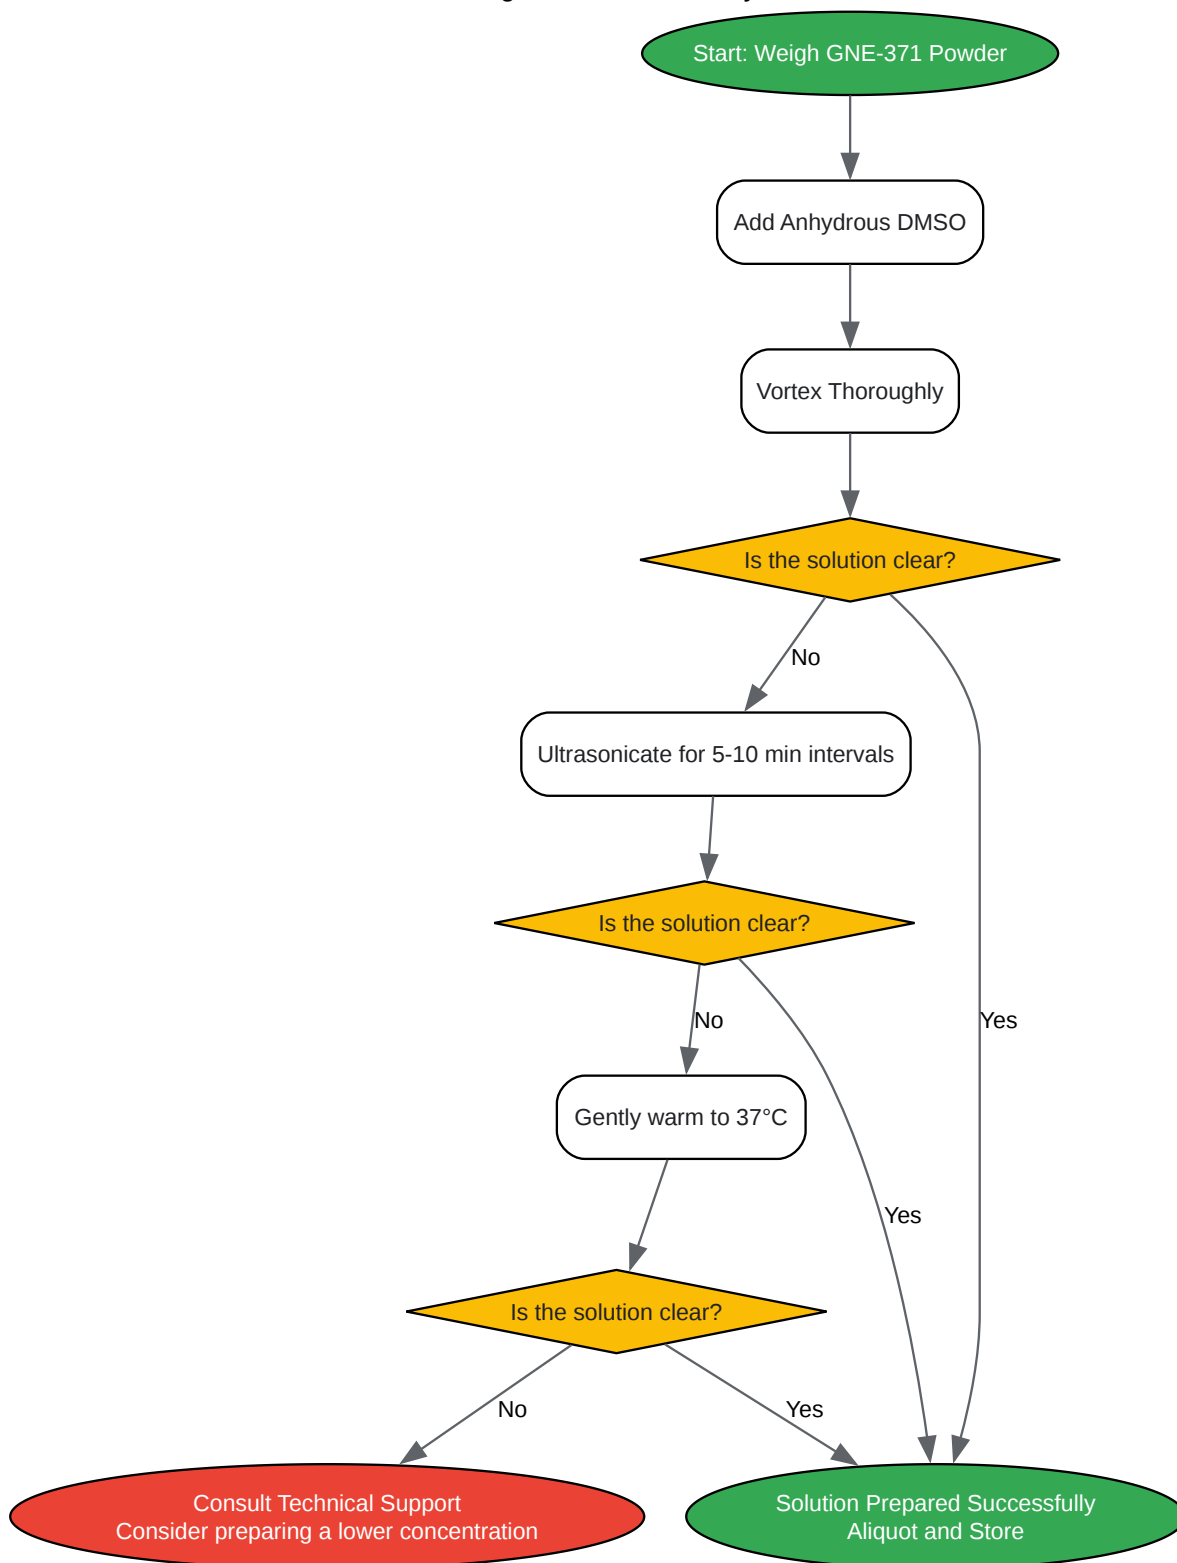 Start: Weigh GNE-371 Powder
Add Anhydrous DMSO
Vortex Thoroughly
Is the solution clear?
No
Ultrasonicate for 5-10 min intervals
Is the solution clear?
No
Yes
Gently warm to 37°C
Yes
Is the solution clear?
No
Yes
Consult Technical Support
Consider preparing a lower concentration
Solution Prepared Successfully
Aliquot and Store